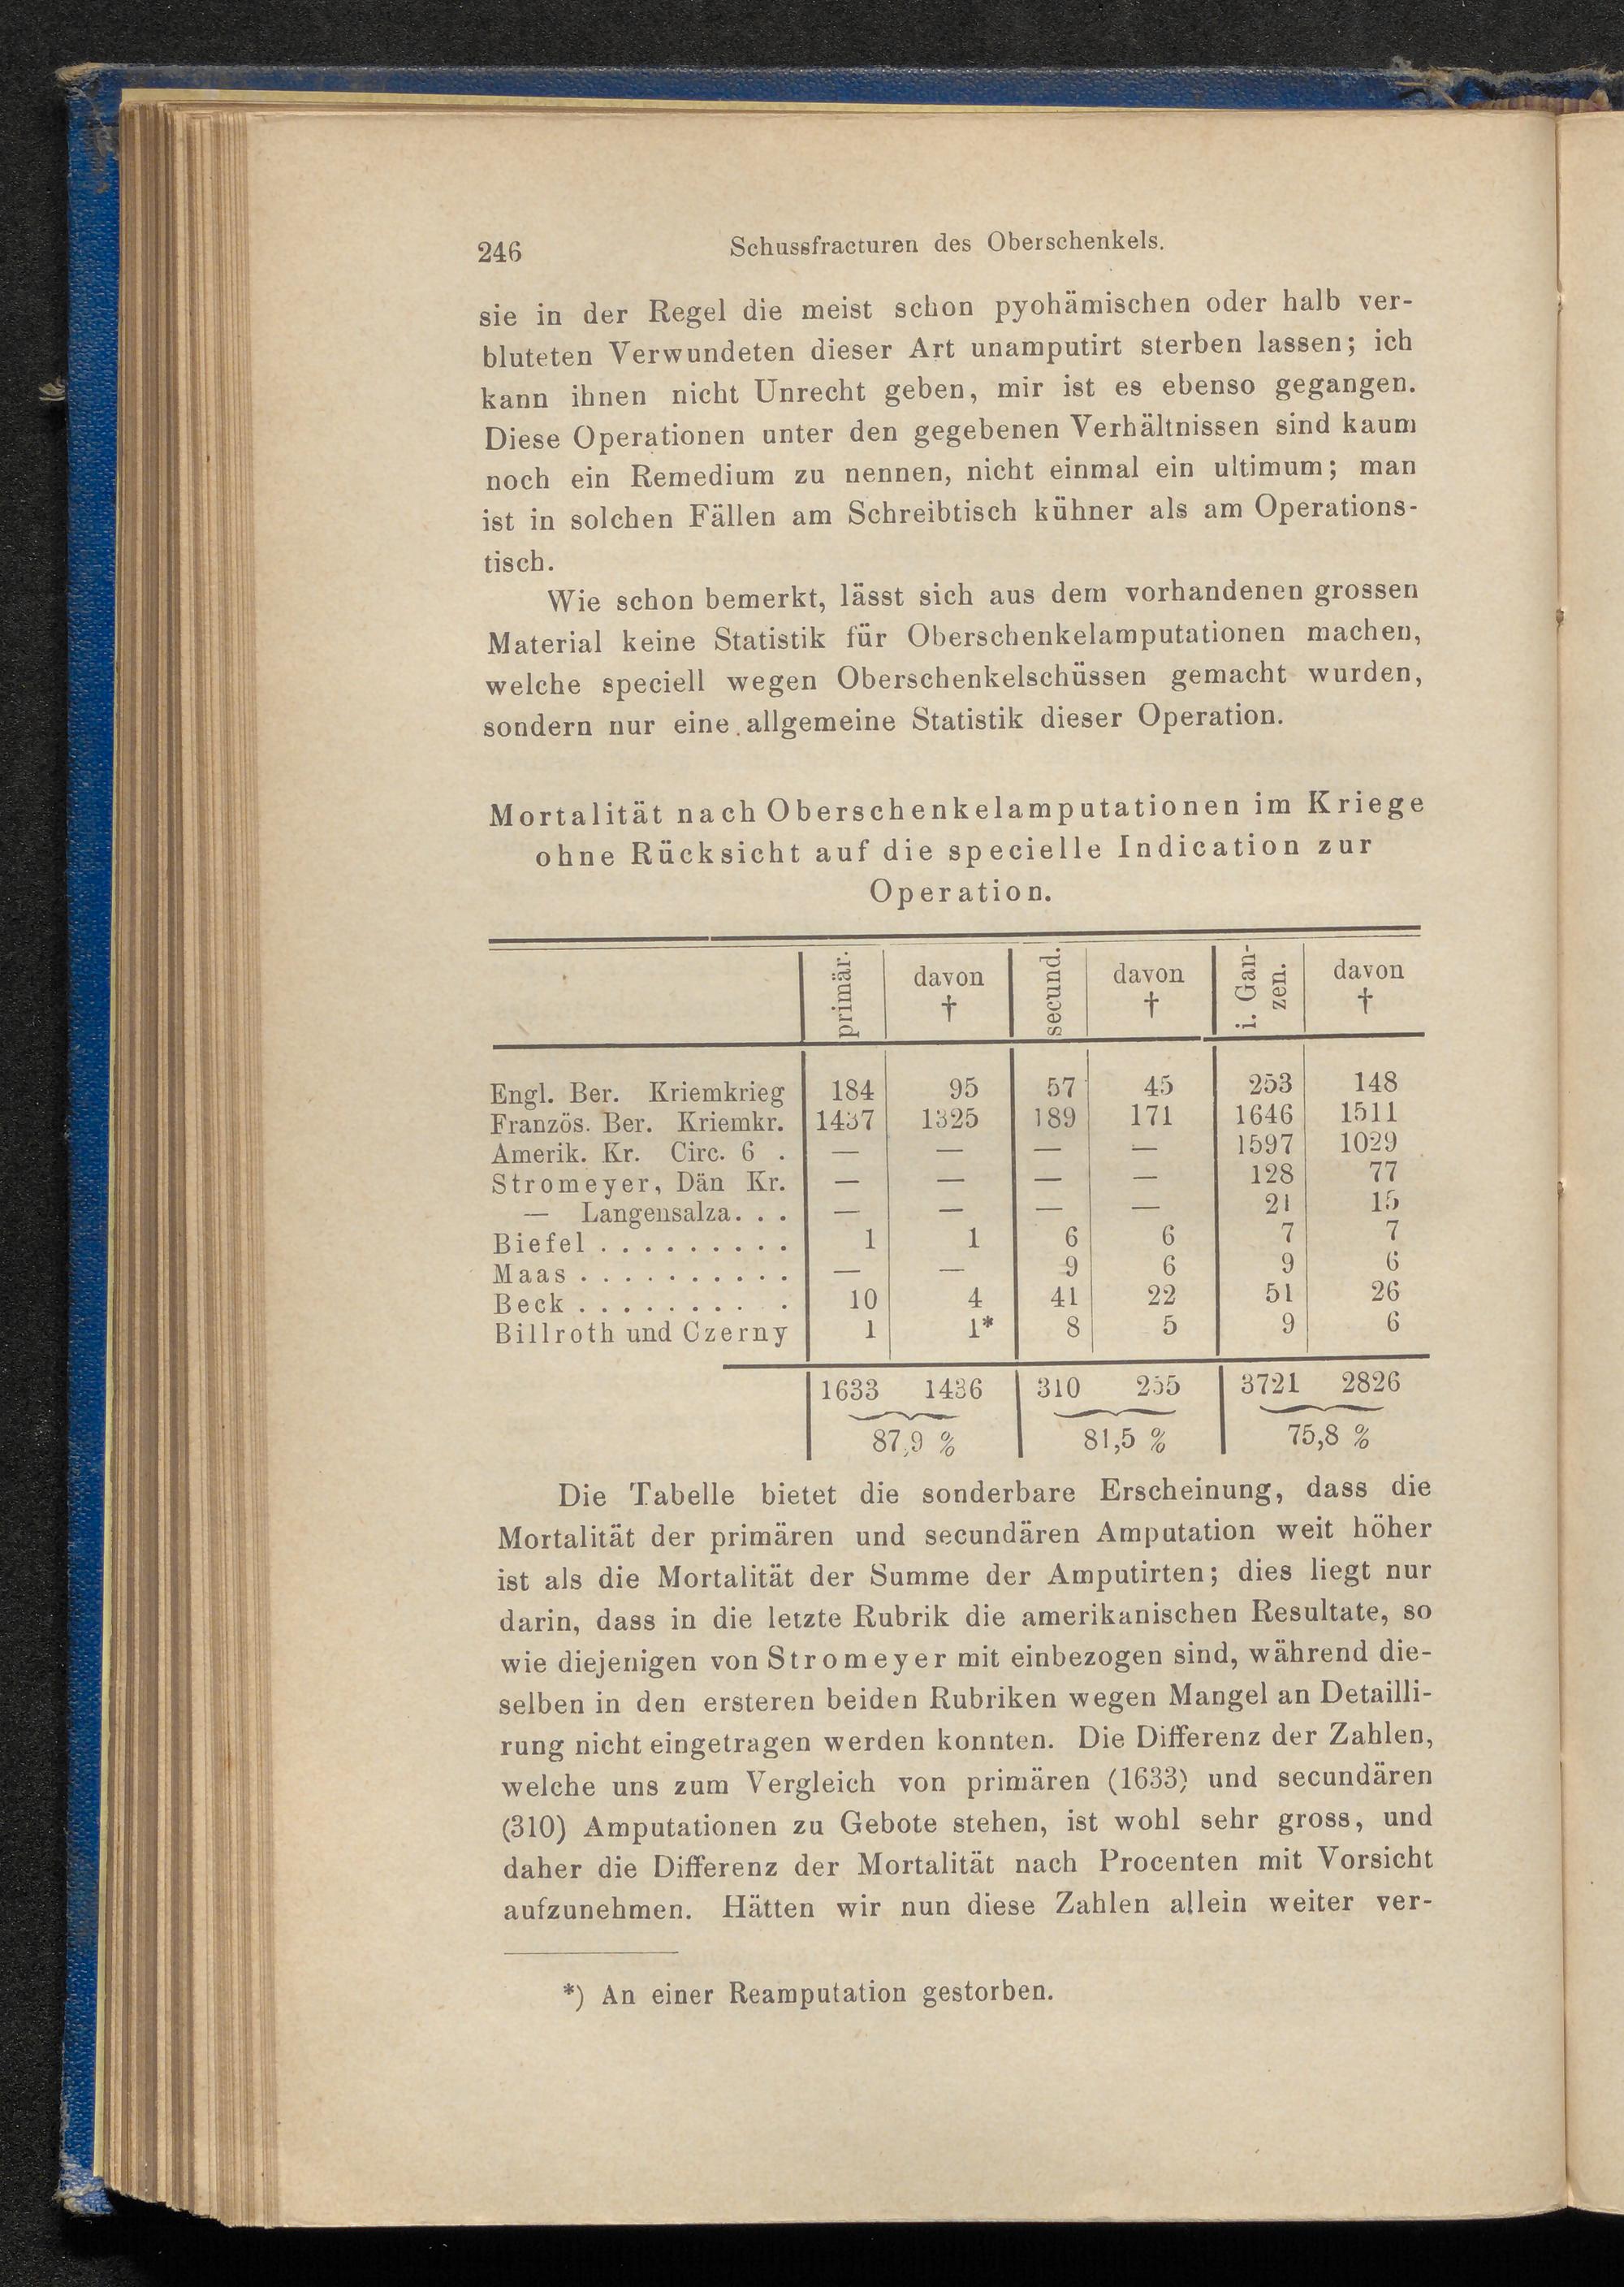 246 Schussfracturen des Oberschenkels.
sie in der Regel die meist schon pyohämischen oder halb ver-
bluteten Verwundeten dieser Art unamputirt sterben lassen; ich
kann ihnen nicht Unrecht geben, mir ist es ebenso gegangen.
Diese Operationen unter den gegebenen Verhältnissen sind kaum
noch ein Remedium zu nennen, nicht einmal ein ultimum; man
ist in solchen Fällen am Schreibtisch kühner als am Operations-
tisch.
Wie schon bemerkt, lässt sich aus dem vorhandenen grossen
Material keine Statistik für Oberschenkelamputationen machen,
welche speciell wegen Oberschenkelschüssen gemacht wurden,
sondern nur eine allgemeine Statistik dieser Operation.
Mortalität nach Oberschenkelamputationen im Kriege
ohne Rücksicht auf die specielle Indication zur
Operation.
primär. davon † secund. davon † i. Gan-zen. davon †
Engl. Ber. Kriemkrieg 184 95 57 45 253 148
Französ. Ber. Kriemkr. 1437 1325 189 171 1646 1511
Amerik. Kr. Circ. 6 . — — — — 1597 1029
Stromeyer, Dän Kr. — — — — 128 77
— Langensalza. . . — — — — 21 15
Biefel . . . . . . . . . 1 1 6 6 7 7
Maas . . . . . . . . . . — — 9 6 9 6
Beck . . . . . . . . . 10 4 41 22 51 26
Billroth und Czerny 1 1* 8 5 9 6
1633 1436 310 255 3721 2826
87,9 % 81,5 % 75,8 %
Die Tabelle bietet die sonderbare Erscheinung, dass die
Mortalität der primären und secundären Amputation weit höher
ist als die Mortalität der Summe der Amputirten; dies liegt nur
darin, dass in die letzte Rubrik die amerikanischen Resultate, so
wie diejenigen von Stromeyer mit einbezogen sind, während die-
selben in den ersteren beiden Rubriken wegen Mangel an Detailli-
rung nicht eingetragen werden konnten. Die Differenz der Zahlen,
welche uns zum Vergleich von primären (1633) und secundären
(310) Amputationen zu Gebote stehen, ist wohl sehr gross, und
daher die Differenz der Mortalität nach Procenten mit Vorsicht
aufzunehmen. Hätten wir nun diese Zahlen allein weiter ver-
*) An einer Reamputation gestorben.